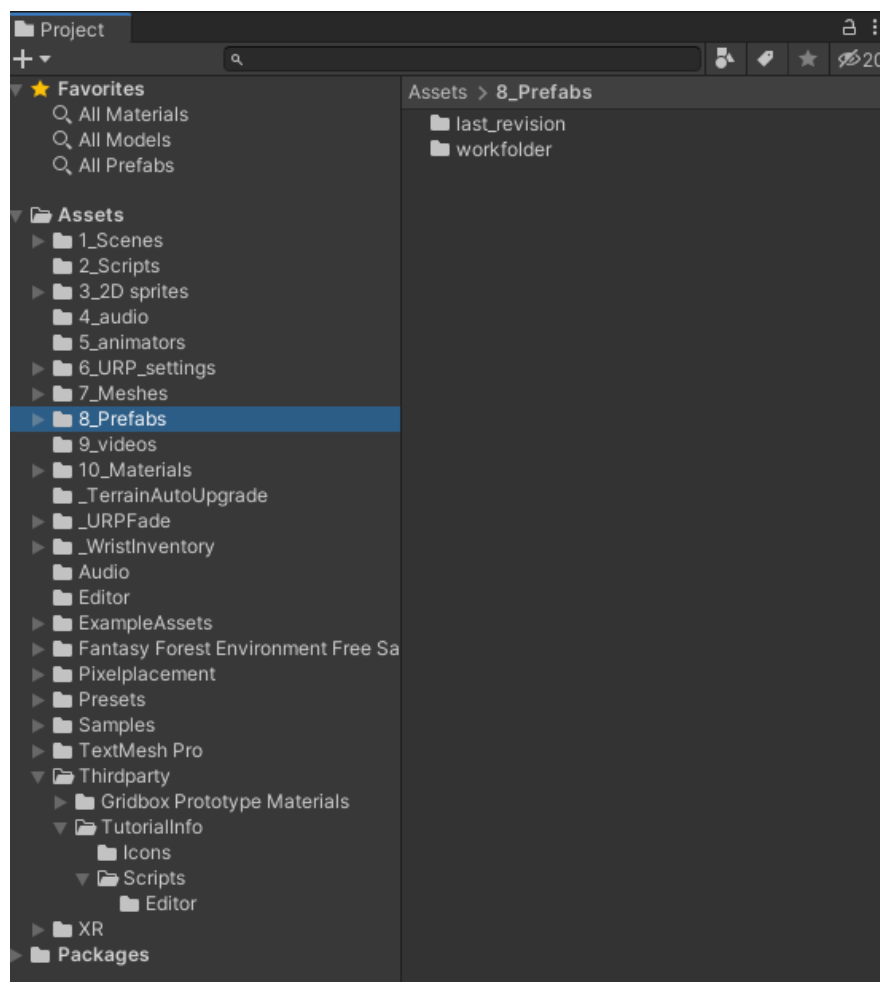 Project
20
Favorites
All Materials
All Models
All Prefabs
Assets
1_Scenes
2_Scripts
3_2D sprites
4_audio
5_animators
6_URP_settings
7_Meshes
8_Prefabs
9_videos
10_Materials
_TerrainAutoUpgrade
_URPFade
_WristInventory
Audio
Editor
ExampleAssets
Fantasy Forest Environment Free Sa
Pixelplacement
Presets
Samples
TextMesh Pro
Thirdparty
Gridbox Prototype Materials
TutorialInfo
Icons
Scripts
Editor
XR
Packages
Assets > 8_Prefabs
last_revision
workfolder